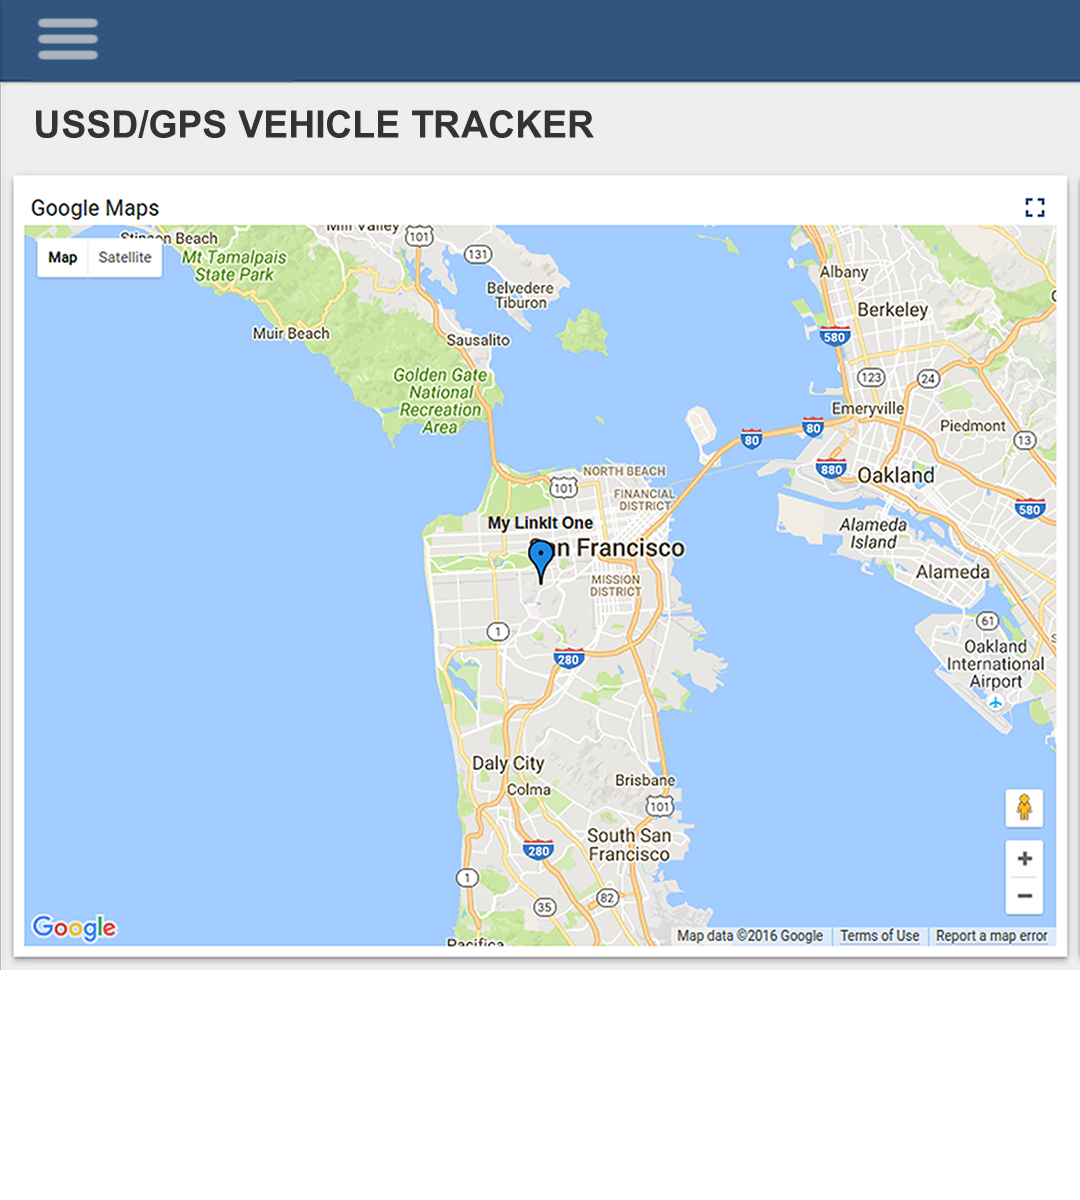 USSD/GPS VEHICLE TRACKER
Google Maps
Map
Satellite
Stinson Beach
Mt Tamalpais
State Park
Mill Valley
101
131
Belvedere
Tiburon
Albany
Berkeley
Muir Beach
Sausalito
580
Golden Gate
National
Recreation
Area
123
24
Emeryville
80
80
Piedmont
13
880
Oakland
NORTH BEACH
101
FINANCIAL
DISTRICT
580
My LinkIt One
San Francisco
Alameda
Island
Alameda
MISSION
DISTRICT
1
61
280
Oakland
International
Airport
Daly City
Colma
Brisbane
101
South San
Francisco
280
1
35
82
Pacifica
Google
Map data ©2016 Google
Terms of Use
Report a map error